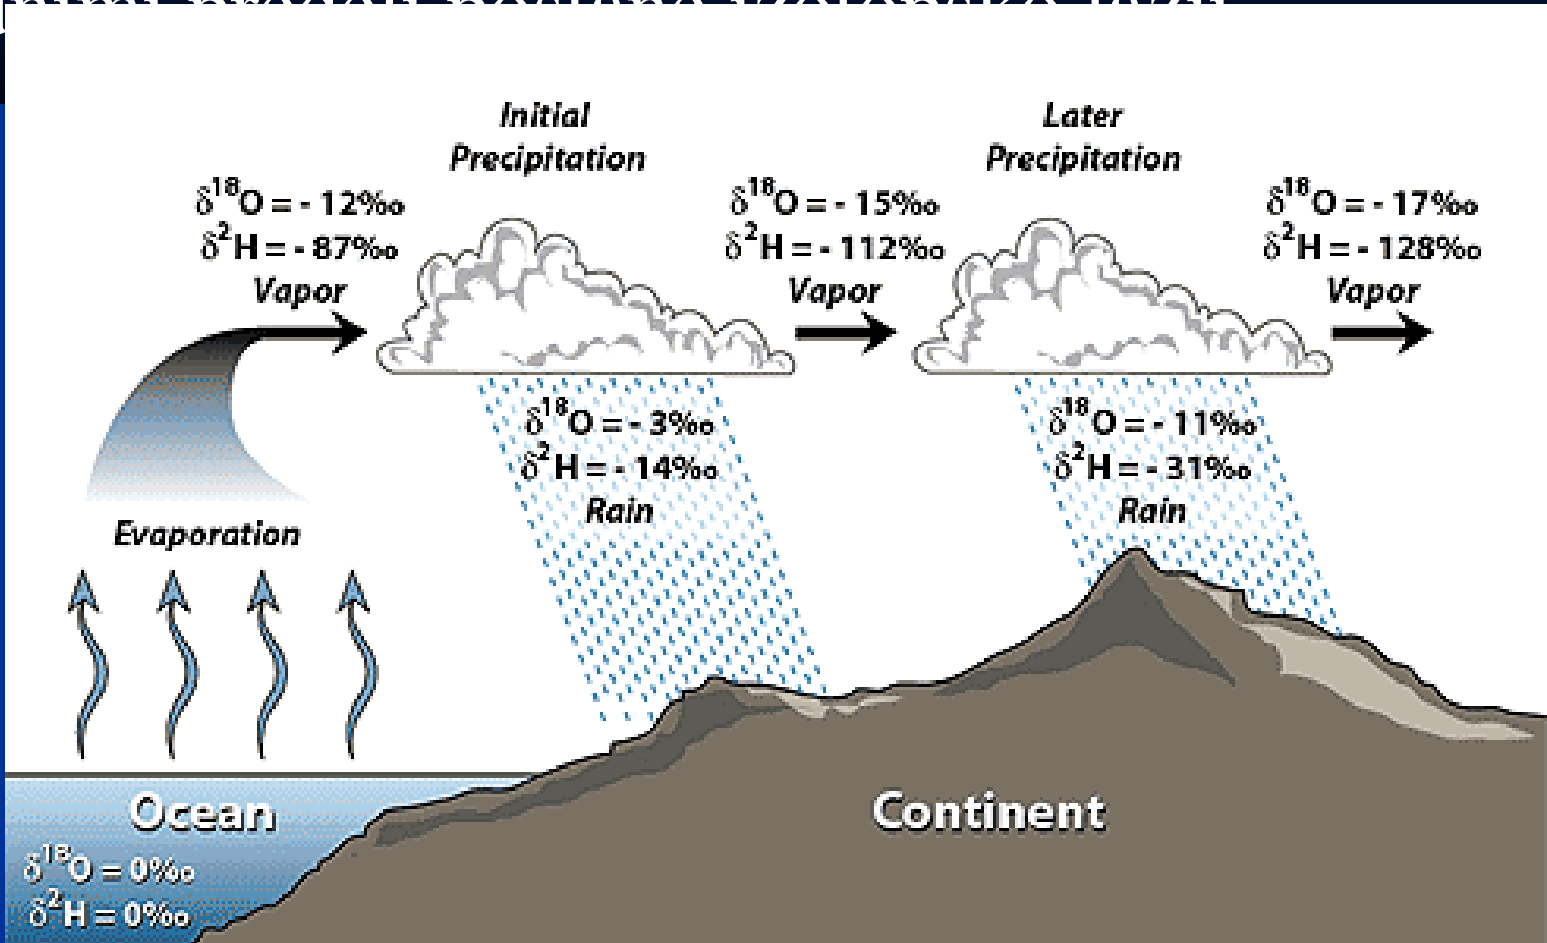 Initial
Precipitation
Later
Precipitation
δ¹⁸O = - 12‰
δ²H = - 87‰
Vapor
δ¹⁸O = - 15‰
δ²H = - 112‰
Vapor
δ¹⁸O = - 17‰
δ²H = - 128‰
Vapor
δ¹⁸O = - 3‰
δ²H = - 14‰
Rain
δ¹⁸O = - 11‰
δ²H = - 31‰
Rain
Evaporation
Ocean
δ¹⁸O = 0‰
δ²H = 0‰
Continent